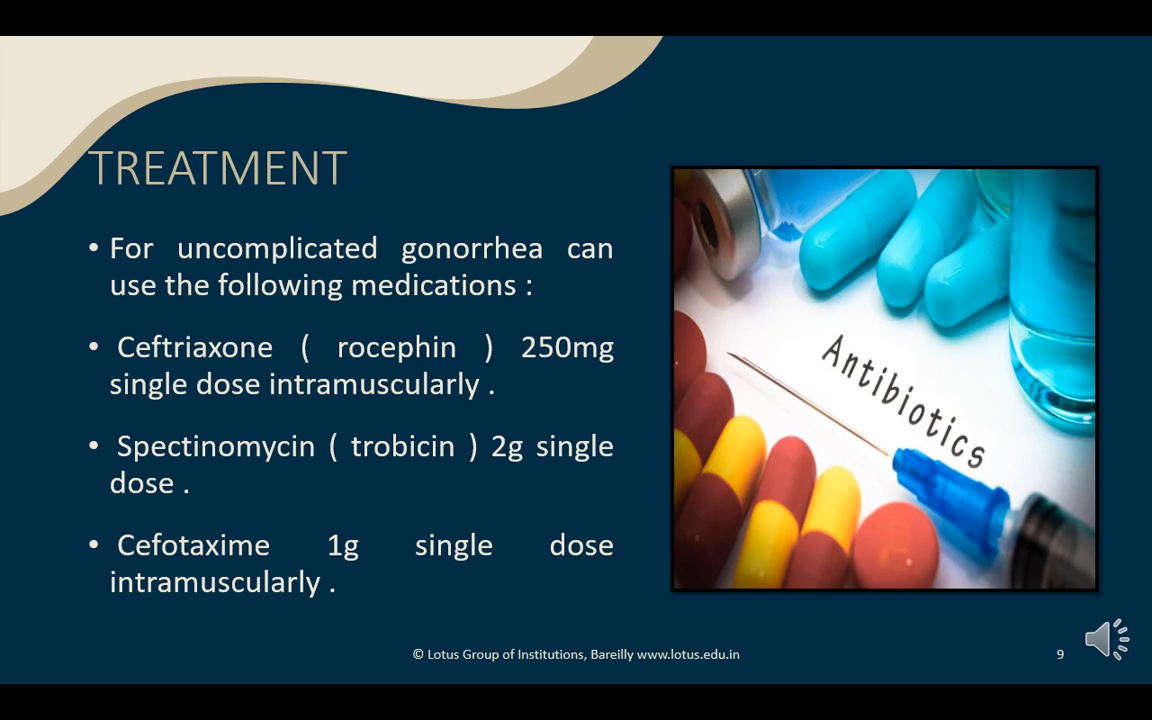 TREATMENT
• For uncomplicated gonorrhea can
use the following medications :
• Ceftriaxone ( rocephin ) 250mg
single dose intramuscularly .
• Spectinomycin ( trobicin ) 2g single
dose .
• Cefotaxime 1g single dose
intramuscularly .
Antibiotics
© Lotus Group of Institutions, Bareilly www.lotus.edu.in
9